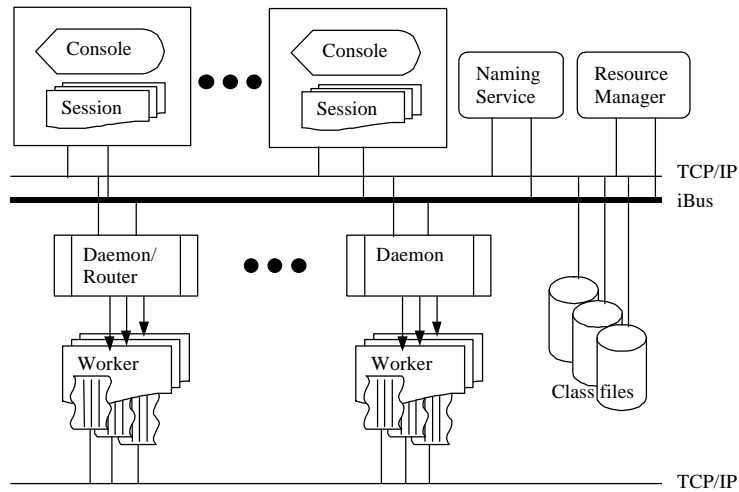 Console
Session
Console
Session
Naming
Service
Resource
Manager
TCP/IP
iBus
Daemon/
Router
Daemon
Worker
Worker
Class files
TCP/IP